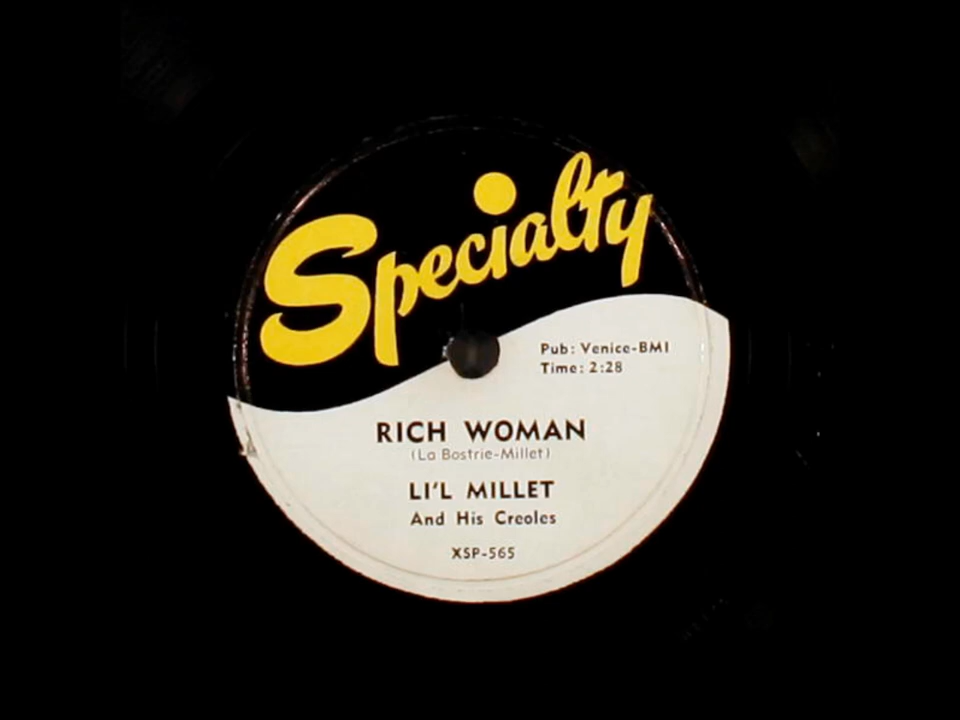 Specialty
Pub: Venice-BMI
Time: 2:28
RICH WOMAN
(La Bostrie-Millet)
LI'L MILLET
And His Creoles
XSP-565